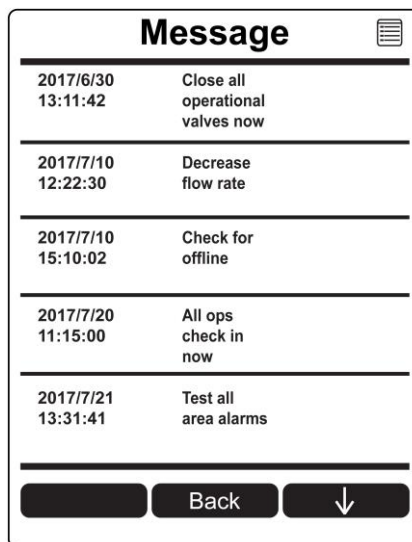 Message
2017/6/30 Close all
13:11:42 operational
valves now
2017/7/10 Decrease
12:22:30 flow rate
2017/7/10 Check for
15:10:02 offline
2017/7/20 All ops
11:15:00 check in
now
2017/7/21 Test all
13:31:41 area alarms
Back ↓